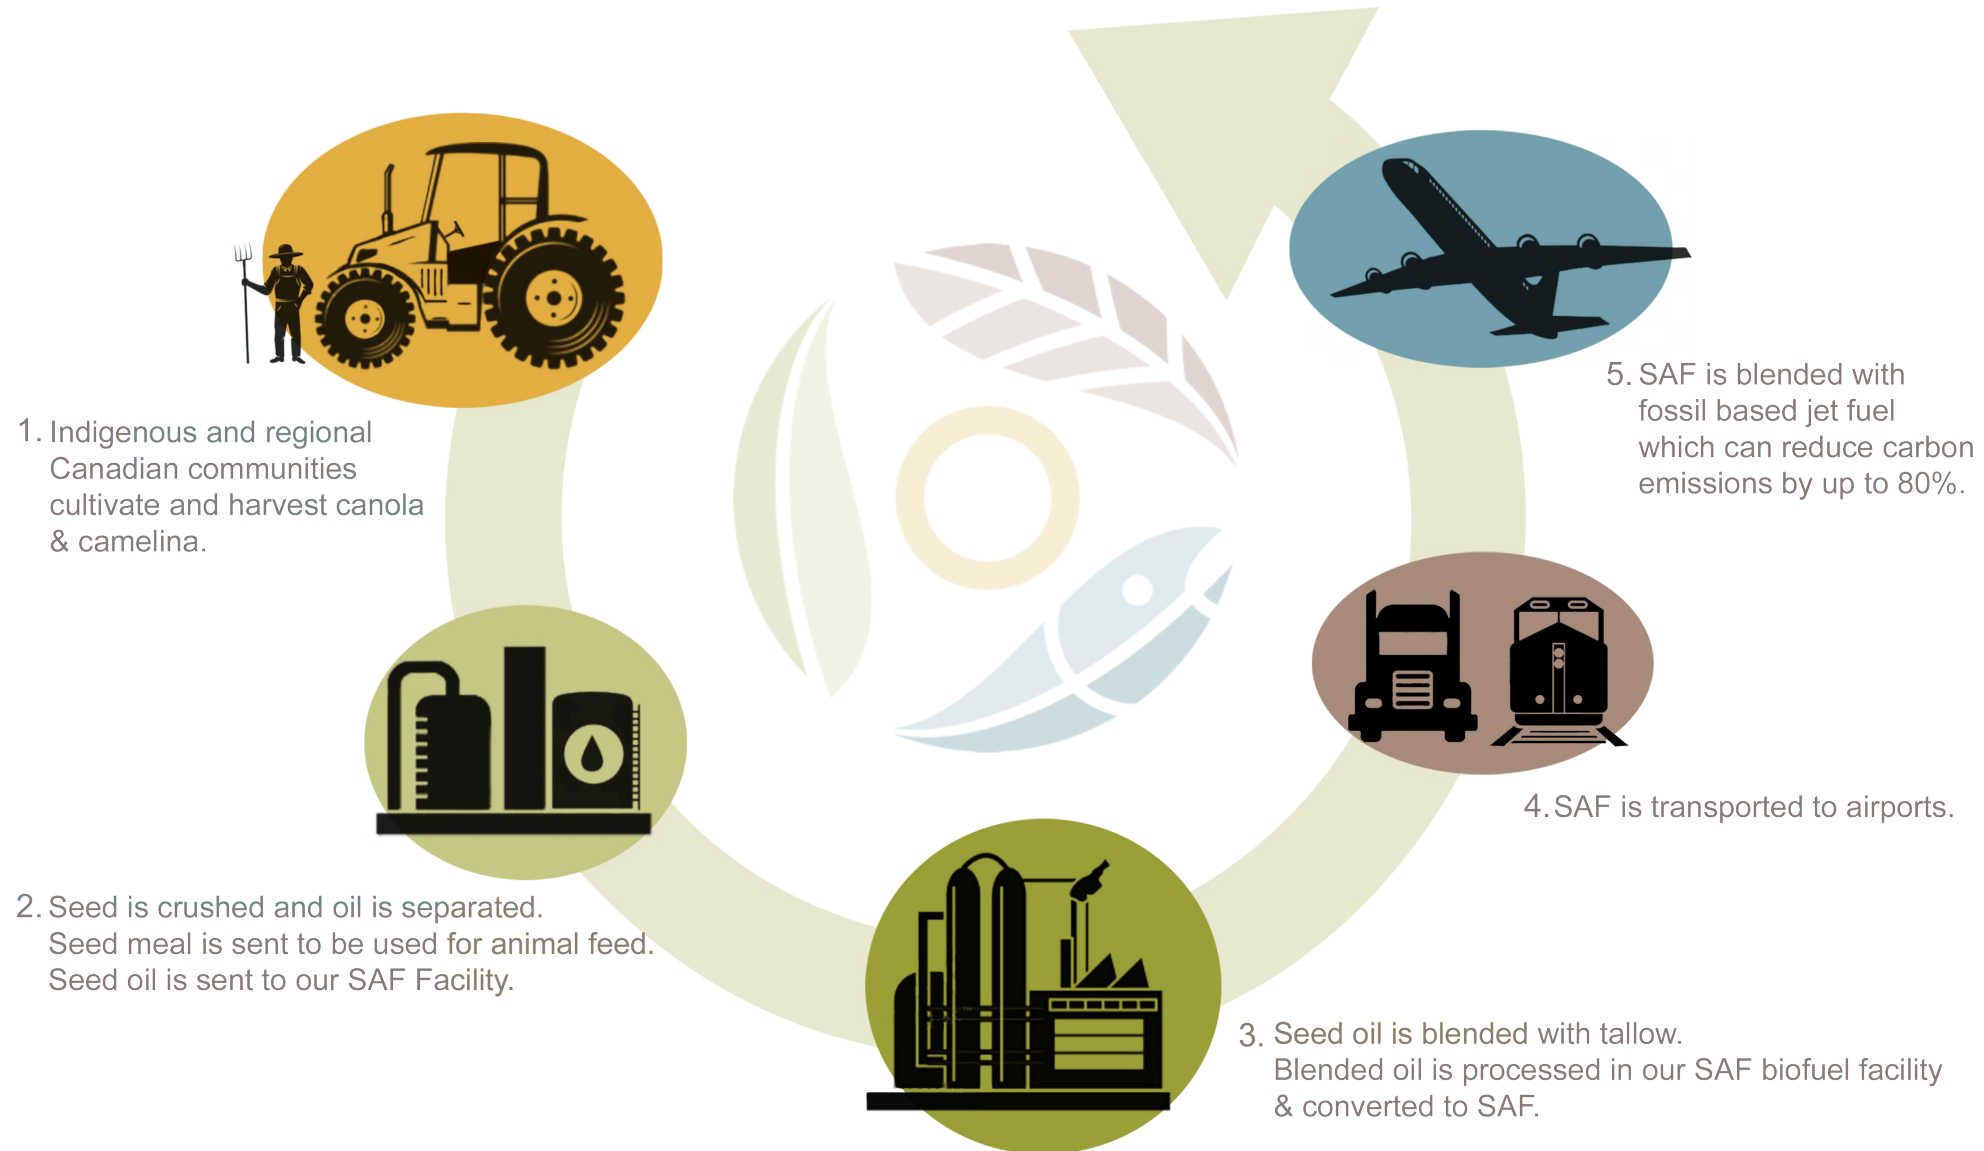 1. Indigenous and regional
Canadian communities
cultivate and harvest canola
& camelina.
2. Seed is crushed and oil is separated.
Seed meal is sent to be used for animal feed.
Seed oil is sent to our SAF Facility.
3. Seed oil is blended with tallow.
Blended oil is processed in our SAF biofuel facility
& converted to SAF.
4. SAF is transported to airports.
5. SAF is blended with
fossil based jet fuel
which can reduce carbon
emissions by up to 80%.